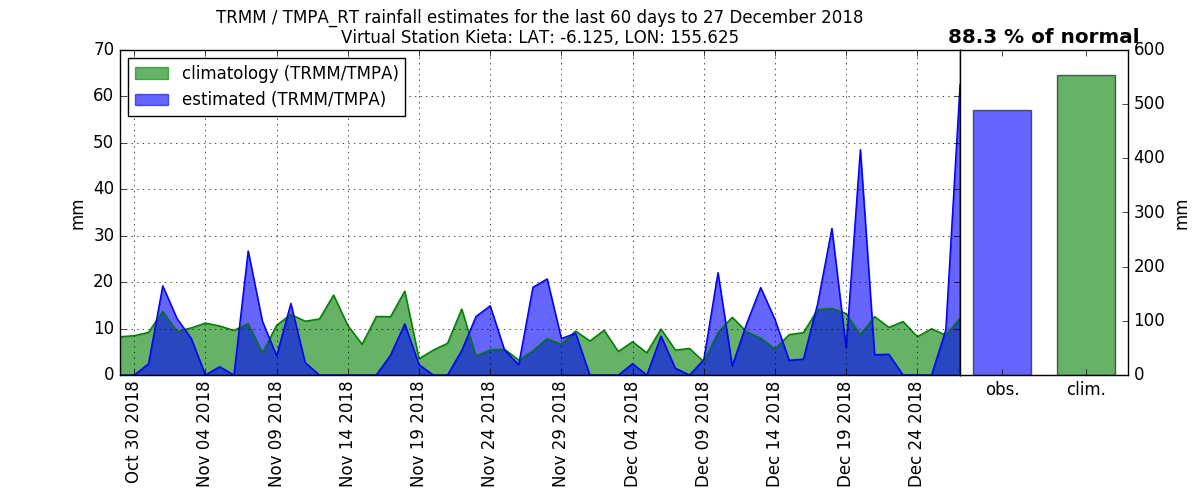 TRMM / TMPA_RT rainfall estimates for the last 60 days to 27 December 2018
Virtual Station Kieta: LAT: -6.125, LON: 155.625
88.3 % of normal
climatology (TRMM/TMPA)
estimated (TRMM/TMPA)
70
60
50
40
30
20
10
0
mm
Oct 30 2018
Nov 04 2018
Nov 09 2018
Nov 14 2018
Nov 19 2018
Nov 24 2018
Nov 29 2018
Dec 04 2018
Dec 09 2018
Dec 14 2018
Dec 19 2018
Dec 24 2018
600
500
400
300
200
100
0
mm
obs.
clim.